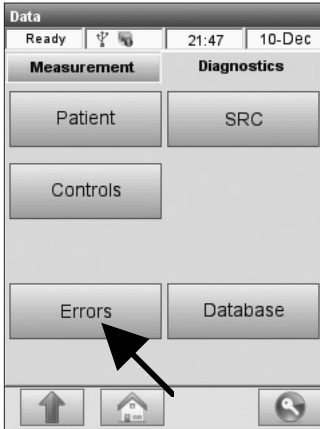 Data
Ready 21:47 10-Dec
Measurement Diagnostics
Patient SRC
Controls
Errors Database